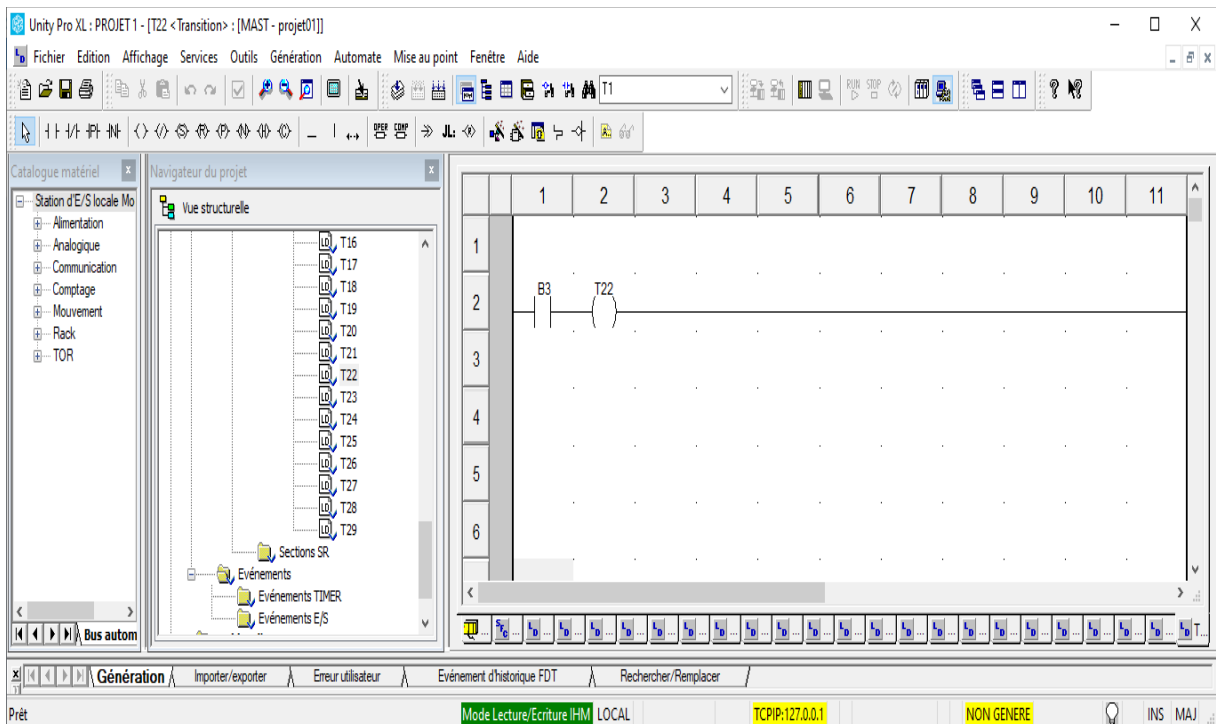 Unity Pro XL : PROJET 1 - [T22 <Transition> : [MAST - projet01]]
Fichier Edition Affichage Services Outils Génération Automate Mise au point Fenêtre Aide
T1
RUN STOP
OPER COMP
JL:
Catalogue matériel
Navigateur du projet
Station d'E/S locale Mo
Alimentation
Analogique
Communication
Comptage
Mouvement
Rack
TOR
Vue structurelle
T16
T17
T18
T19
T20
T21
T22
T23
T24
T25
T26
T27
T28
T29
Sections SR
Evénements
Evénements TIMER
Evénements E/S
1 2 3 4 5 6 7 8 9 10 11
1
2
3
4
5
6
B3 T22
Bus autom
T...
Génération Importer/exporter Erreur utilisateur Evénement d'historique FDT Rechercher/Remplacer
Prêt Mode Lecture/Ecriture IHM LOCAL TCPIP:127.0.0.1 NON GENERE INS MAJ